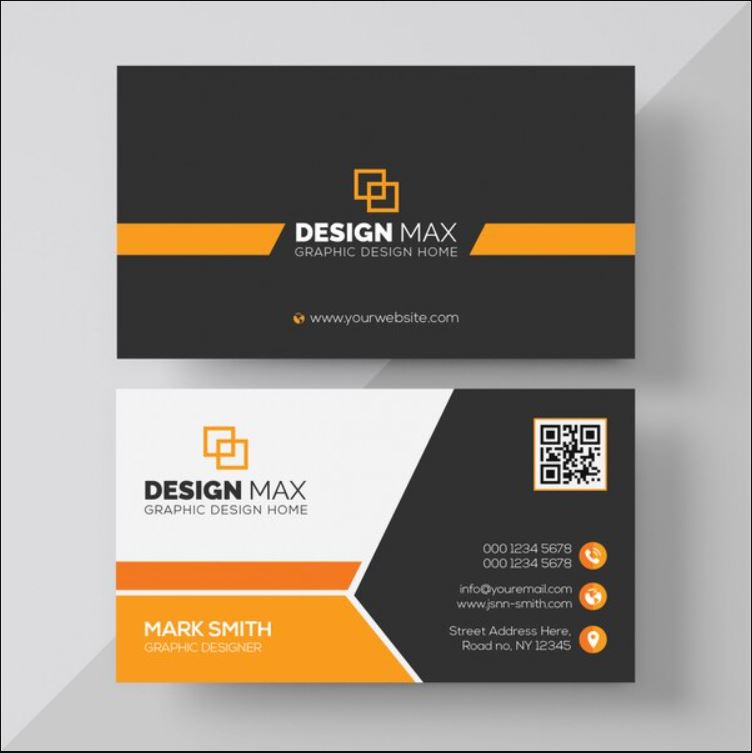 DESIGN MAX
GRAPHIC DESIGN HOME
www.yourwebsite.com
DESIGN MAX
GRAPHIC DESIGN HOME
MARK SMITH
GRAPHIC DESIGNER
000 1234 5678
000 1234 5678
info@youremail.com
www.jsnn-smith.com
Street Address Here,
Road no, NY 12345